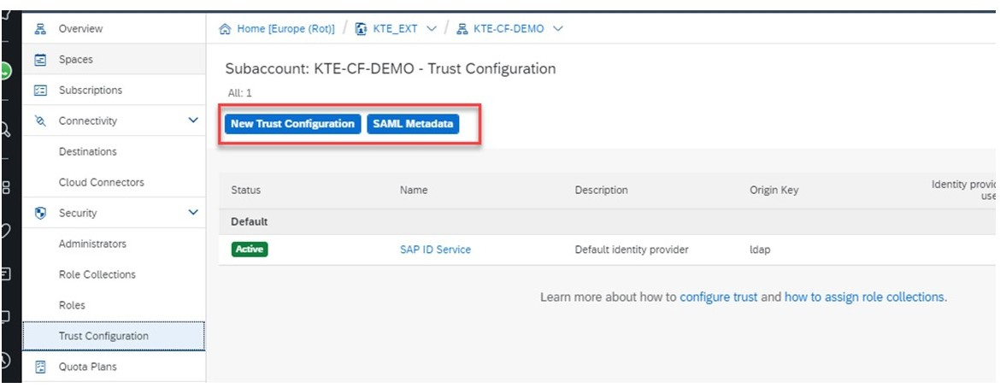 Overview
Spaces
Subscriptions
Connectivity
Destinations
Cloud Connectors
Security
Administrators
Role Collections
Roles
Trust Configuration
Quota Plans
Home [Europe (Rot)] / KTE_EXT / KTE-CF-DEMO
Subaccount: KTE-CF-DEMO - Trust Configuration
All: 1
New Trust Configuration SAML Metadata
Status Name Description Origin Key Identity provid
use
Default
Active SAP ID Service Default identity provider ldap
Learn more about how to configure trust and how to assign role collections.